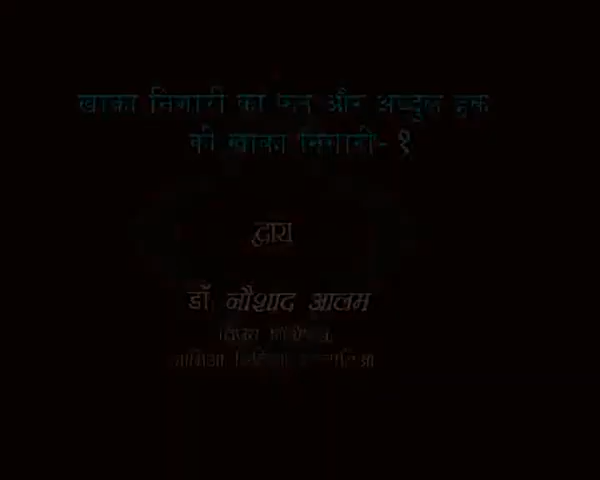 खाका निगारी का फन और अब्दुल हक
की खाका निगारी- १
द्वारा
डॉ नौशाद आलम
जामिआ